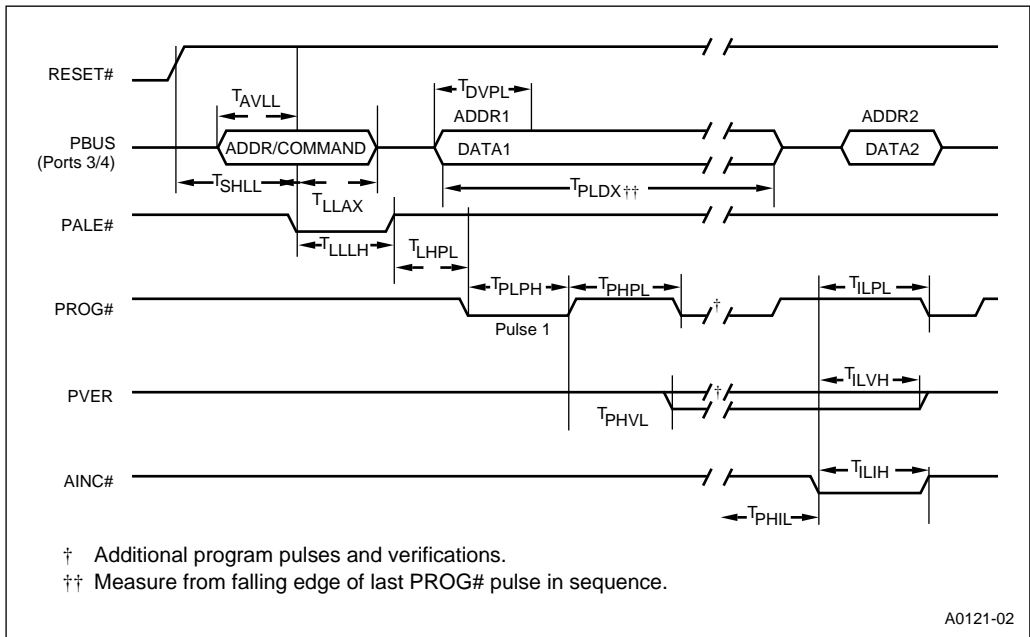 RESET#
TAVLL
TDVPL
ADDR1
ADDR2
PBUS
(Ports 3/4)
ADDR/COMMAND
DATA1
DATA2
TSHLL
TLLAX
TPLDX††
PALE#
TLLLH
TLHPL
TPLPH
TPHPL
TILPL
PROG#
†
Pulse 1
TILVH
PVER
†
TPHVL
TILIH
AINC#
TPHIL
† Additional program pulses and verifications.
†† Measure from falling edge of last PROG# pulse in sequence.
A0121-02